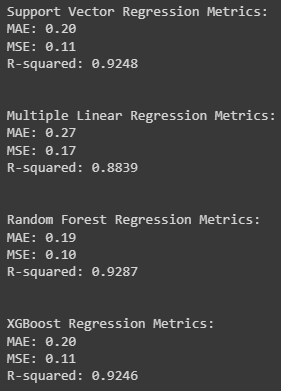 Support Vector Regression Metrics:
MAE: 0.20
MSE: 0.11
R-squared: 0.9248
Multiple Linear Regression Metrics:
MAE: 0.27
MSE: 0.17
R-squared: 0.8839
Random Forest Regression Metrics:
MAE: 0.19
MSE: 0.10
R-squared: 0.9287
XGBoost Regression Metrics:
MAE: 0.20
MSE: 0.11
R-squared: 0.9246